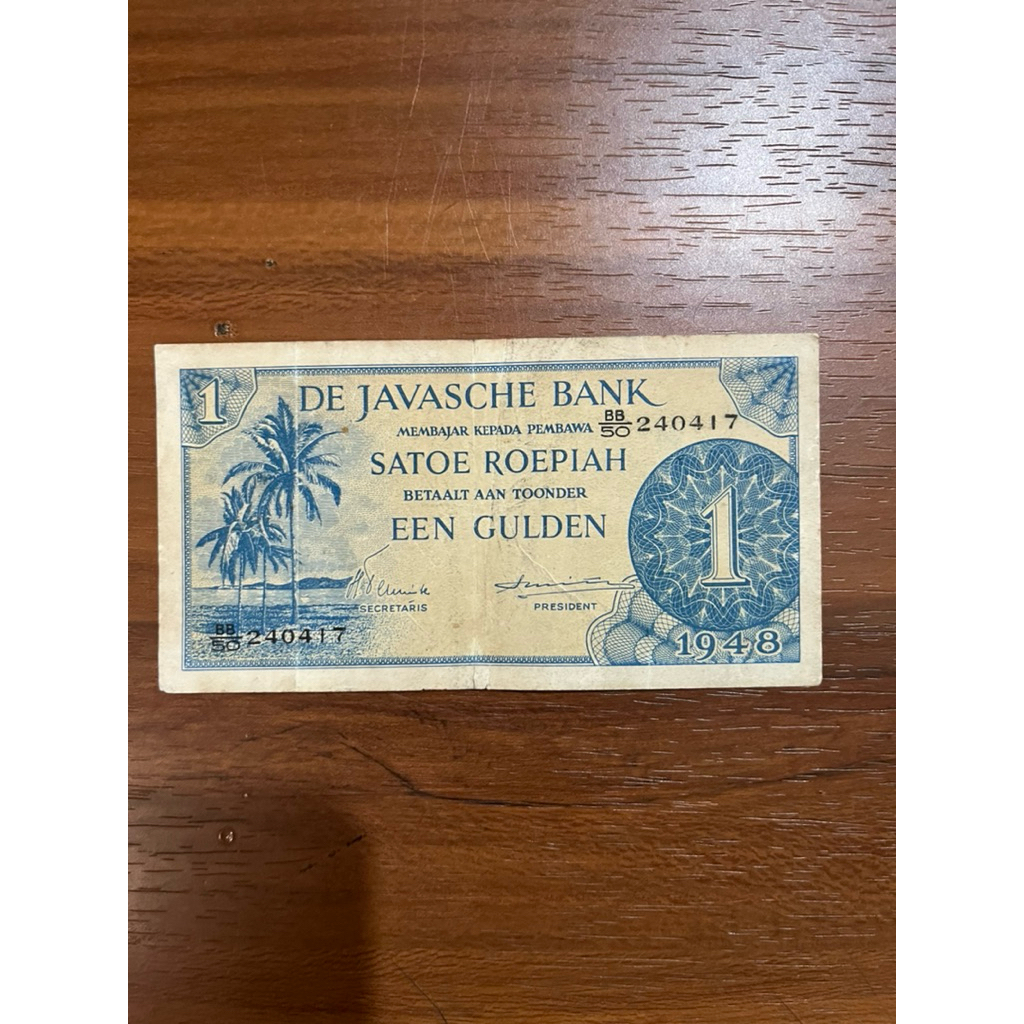 1
DE JAVASCHE BANK
MEMBAJAR KEPADA PEMBAWA
BB/50 240417
SATOE ROEPIAH
BETAALT AAN TOONDER
EEN GULDEN
1
SECRETARIS
PRESIDENT
BB/50 240417
1948